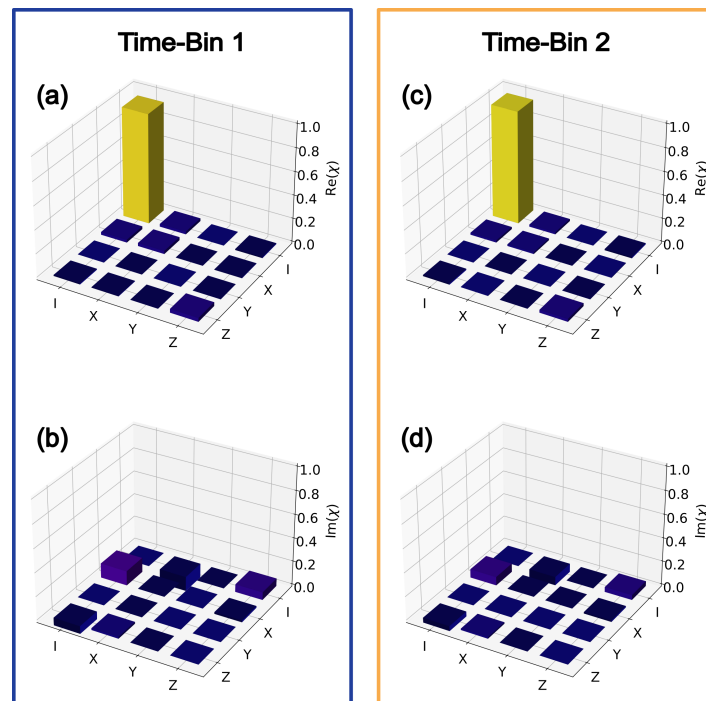 Time-Bin 1
(a)
1.0
0.8
0.6
0.4
0.2
0.0
Re(χ)
I
X
Y
Z
I
X
Y
Z
(b)
1.0
0.8
0.6
0.4
0.2
0.0
Im(χ)
I
X
Y
Z
I
X
Y
Z
Time-Bin 2
(c)
1.0
0.8
0.6
0.4
0.2
0.0
Re(χ)
I
X
Y
Z
I
X
Y
Z
(d)
1.0
0.8
0.6
0.4
0.2
0.0
Im(χ)
I
X
Y
Z
I
X
Y
Z